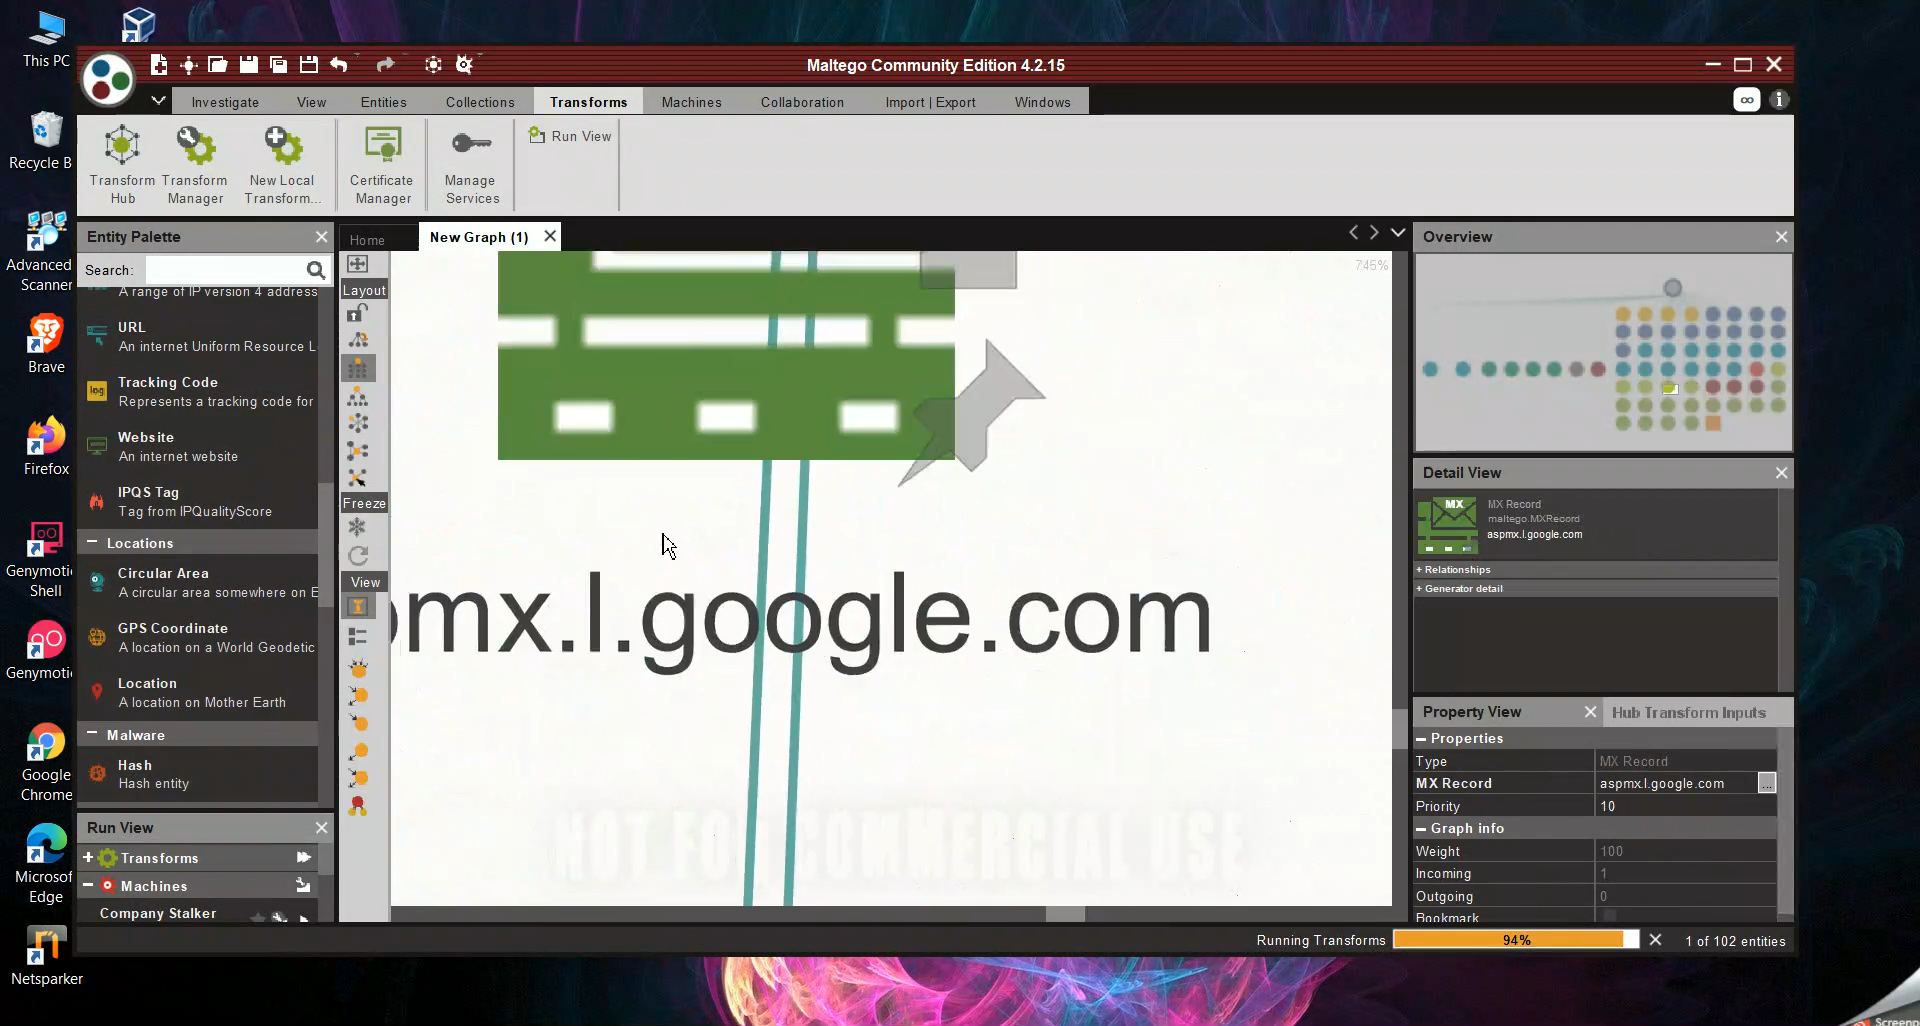 This PC
Recycle B
Advanced
Scanner
Brave
Firefox
Genymotic
Shell
Genymotic
Google
Chrome
Microsof
Edge
Netsparker
Maltego Community Edition 4.2.15
Investigate
View
Entities
Collections
Transforms
Machines
Collaboration
Import | Export
Windows
Transform
Hub
Transform
Manager
New Local
Transform...
Certificate
Manager
Manage
Services
Run View
Entity Palette
Search:
A range of IP version 4 address
URL
An internet Uniform Resource L
Tracking Code
log
Represents a tracking code for
Website
An internet website
IPQS Tag
Tag from IPQualityScore
Locations
Circular Area
A circular area somewhere on E
GPS Coordinate
A location on a World Geodetic
Location
A location on Mother Earth
Malware
Hash
Hash entity
Run View
Transforms
Machines
Company Stalker
Home
New Graph (1)
Layout
Freeze
View
745%
pmx.l.google.com
NOT FOR COMMERCIAL USE
Overview
Detail View
MX
MX Record
maltego.MXRecord
aspmx.l.google.com
+ Relationships
+ Generator detail
Property View
Hub Transform Inputs
Properties
Type MX Record
MX Record aspmx.l.google.com ...
Priority 10
Graph info
Weight 100
Incoming 1
Outgoing 0
Bookmark
Running Transforms 94% 1 of 102 entities